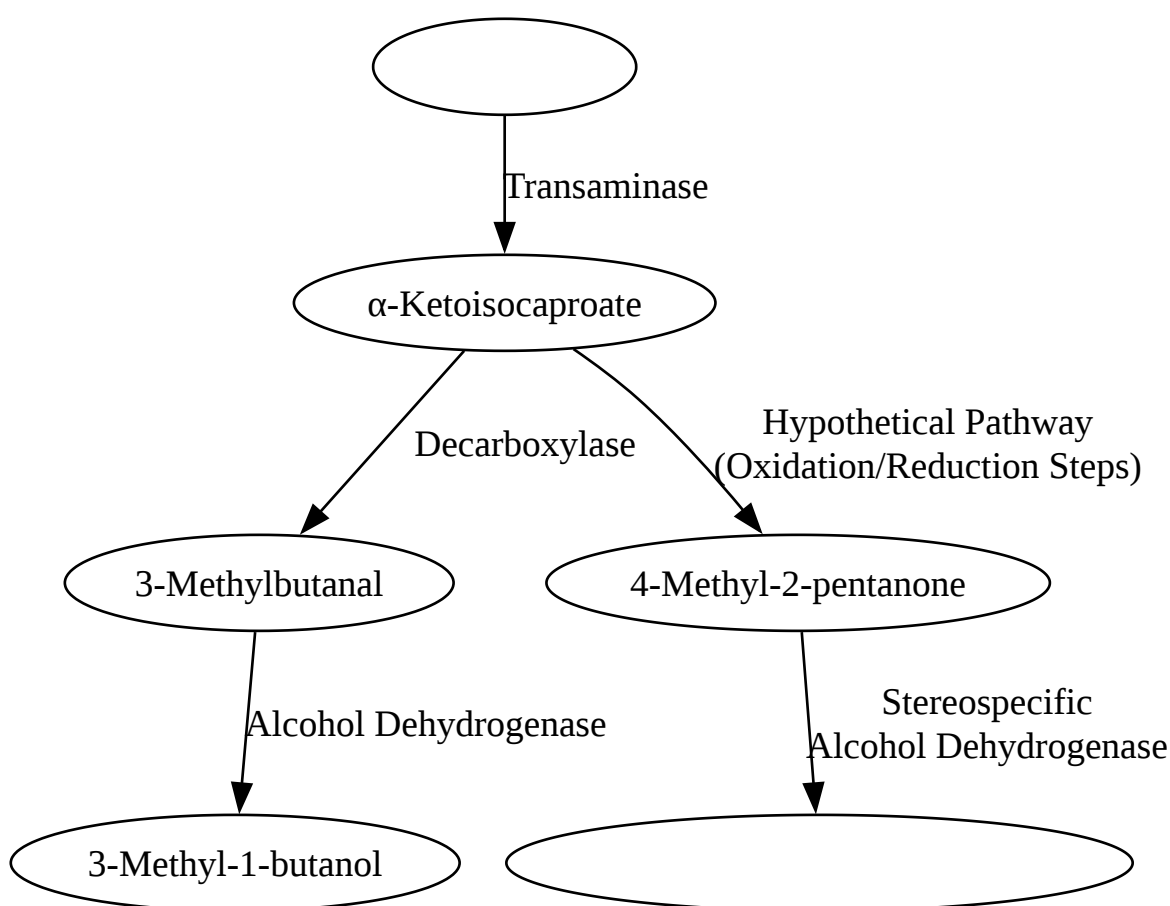 Transaminase
α-Ketoisocaproate
Decarboxylase
Hypothetical Pathway
(Oxidation/Reduction Steps)
3-Methylbutanal
4-Methyl-2-pentanone
Alcohol Dehydrogenase
Stereospecific
Alcohol Dehydrogenase
3-Methyl-1-butanol